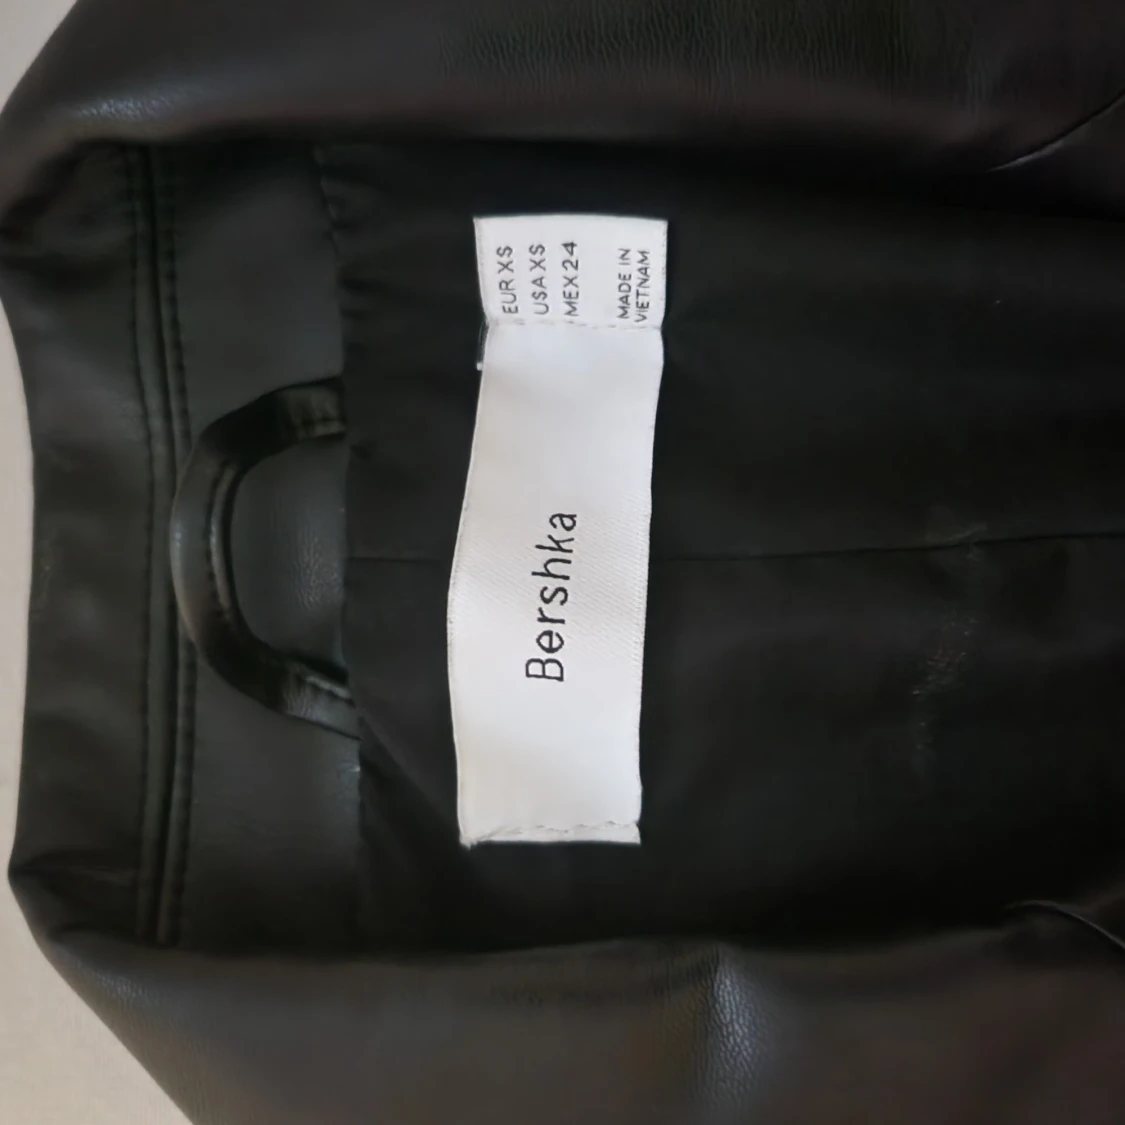 Bershka
EUR XS
USA XS
MEX 24
MADE IN
VIETNAM